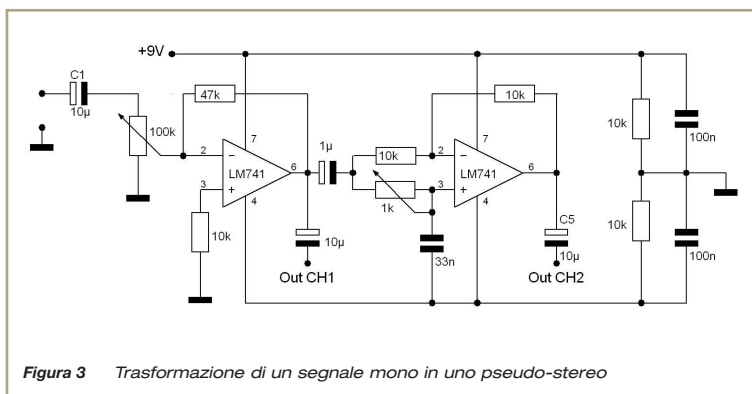 +9V
C1
10µ
100k
47k
2
3
7
6
4
LM741
10k
10µ
Out CH1
1µ
10k
1k
33n
10k
2
3
7
6
4
LM741
C5
10µ
Out CH2
10k
10k
100n
100n
Figura 3 Trasformazione di un segnale mono in uno pseudo-stereo